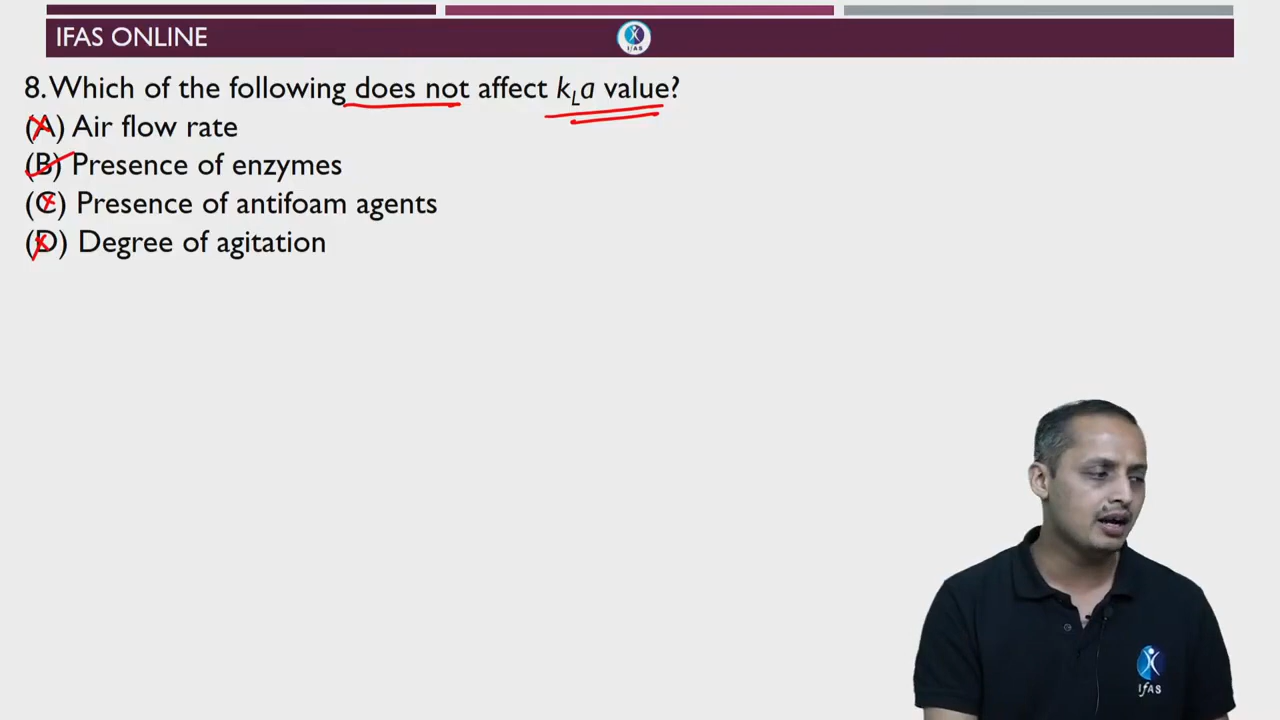 IFAS ONLINE
IfAS
8. Which of the following does not affect kLa value?
(A) Air flow rate
(B) Presence of enzymes
(C) Presence of antifoam agents
(D) Degree of agitation
IfAS